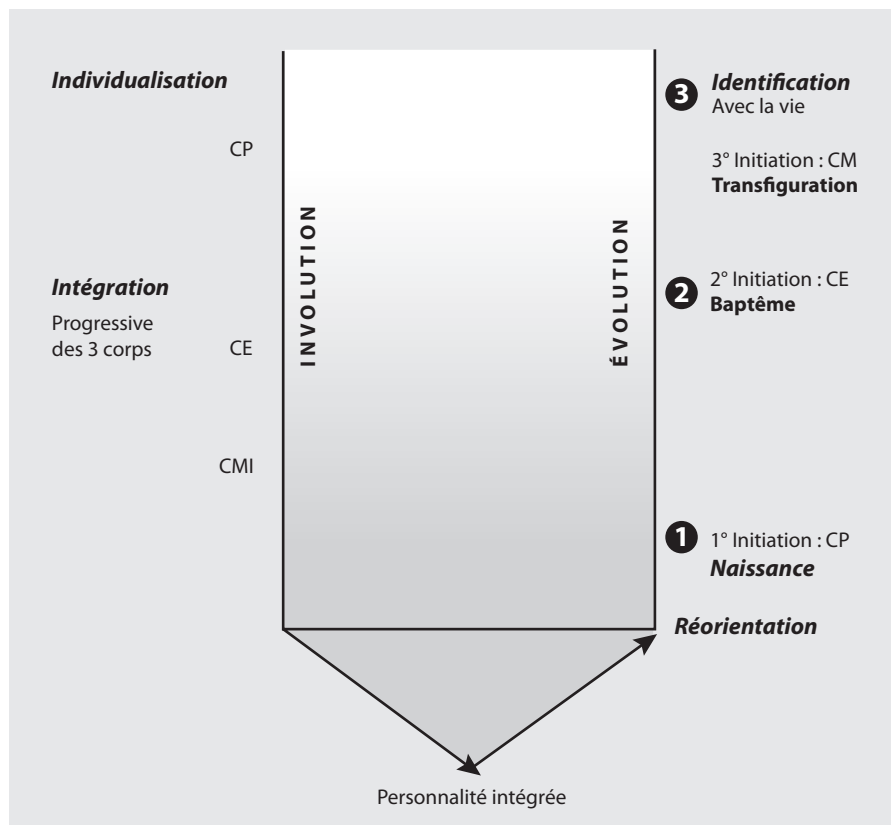 Individualisation
CP
Intégration
Progressive
des 3 corps
CE
CMI
INVOLUTION
ÉVOLUTION
3 Identification
Avec la vie
3° Initiation : CM
Transfiguration
2 2° Initiation : CE
Baptême
1 1° Initiation : CP
Naissance
Réorientation
Personnalité intégrée